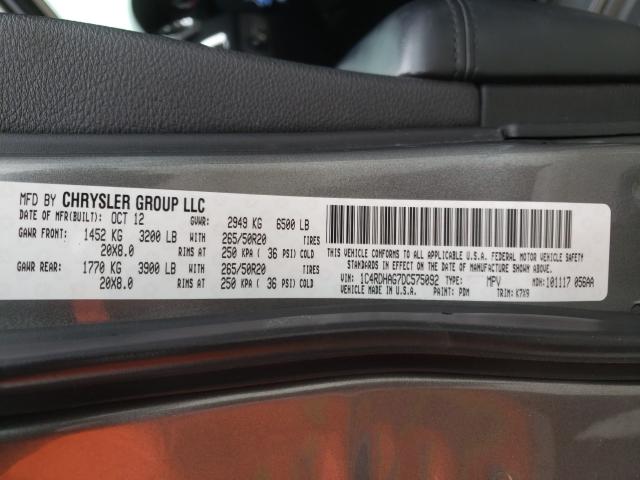 MFD BY CHRYSLER GROUP LLC
DATE OF MFR(BUILT): OCT 12 GVWR: 2949 KG 6500 LB
GAWR FRONT: 1452 KG 3200 LB WITH 265/50R20 TIRES
20X8.0 RIMS AT 250 KPA ( 36 PSI) COLD
GAWR REAR: 1770 KG 3900 LB WITH 265/50R20 TIRES
20X8.0 RIMS AT 250 KPA ( 36 PSI) COLD
THIS VEHICLE CONFORMS TO ALL APPLICABLE U.S.A. FEDERAL MOTOR VEHICLE SAFETY
STANDARDS IN EFFECT ON THE DATE OF MANUFACTURE SHOWN ABOVE.
VIN: 1C4RDHAG7DC575092 TYPE: MPV MDH:101117 056AA
VEHICLE MADE IN U.S.A. PAINT: PDM TRIM: K7X9